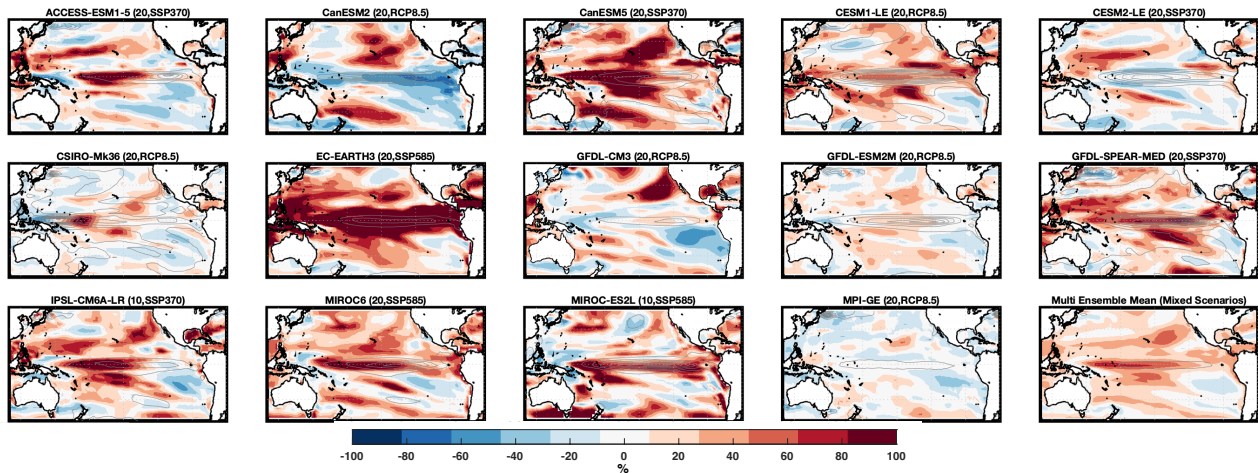 ACCESS-ESM1-5 (20,SSP370)
CanESM2 (20,RCP8.5)
CanESM5 (20,SSP370)
CESM1-LE (20,RCP8.5)
CESM2-LE (20,SSP370)
CSIRO-Mk36 (20,RCP8.5)
EC-EARTH3 (20,SSP585)
GFDL-CM3 (20,RCP8.5)
GFDL-ESM2M (20,RCP8.5)
GFDL-SPEAR-MED (20,SSP370)
IPSL-CM6A-LR (10,SSP370)
MIROC6 (20,SSP585)
MIROC-ES2L (10,SSP585)
MPI-GE (20,RCP8.5)
Multi Ensemble Mean (Mixed Scenarios)
-100 -80 -60 -40 -20 0 20 40 60 80 100
%